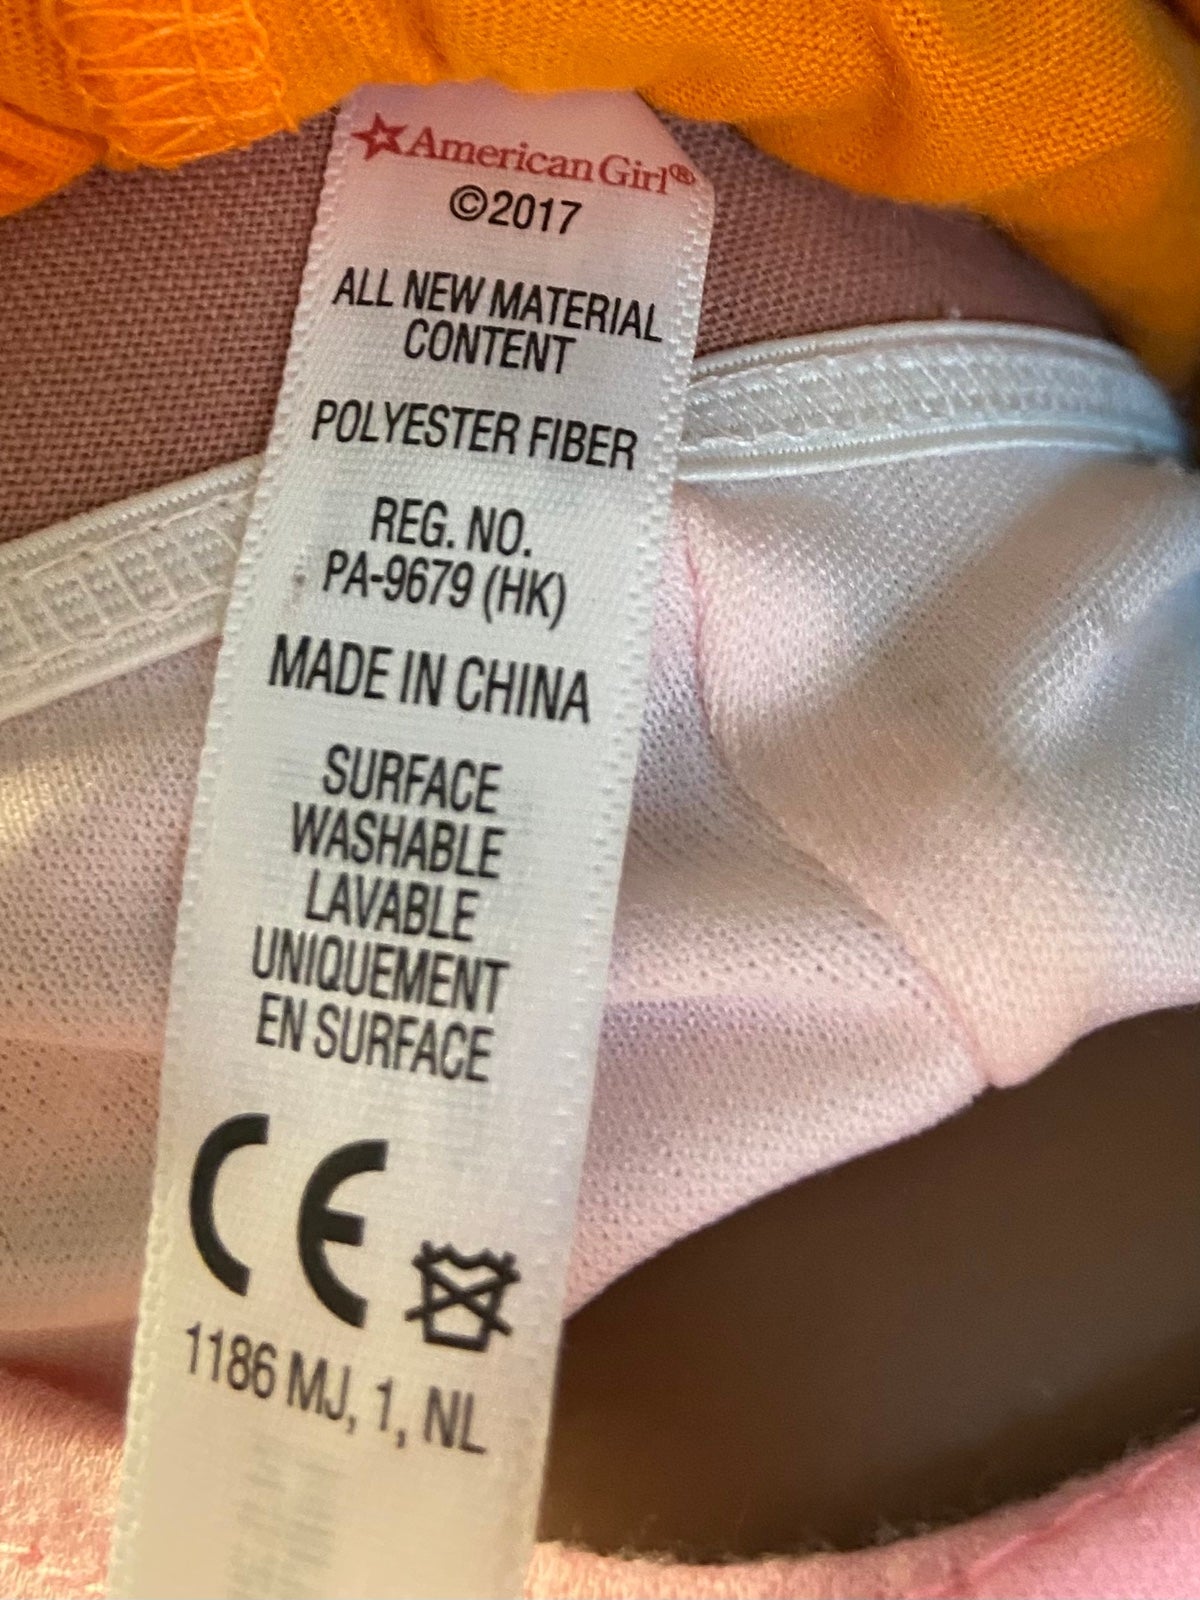 American Girl®
©2017
ALL NEW MATERIAL
CONTENT
POLYESTER FIBER
REG. NO.
PA-9679 (HK)
MADE IN CHINA
SURFACE
WASHABLE
LAVABLE
UNIQUEMENT
EN SURFACE
CE
1186 MJ, 1, NL